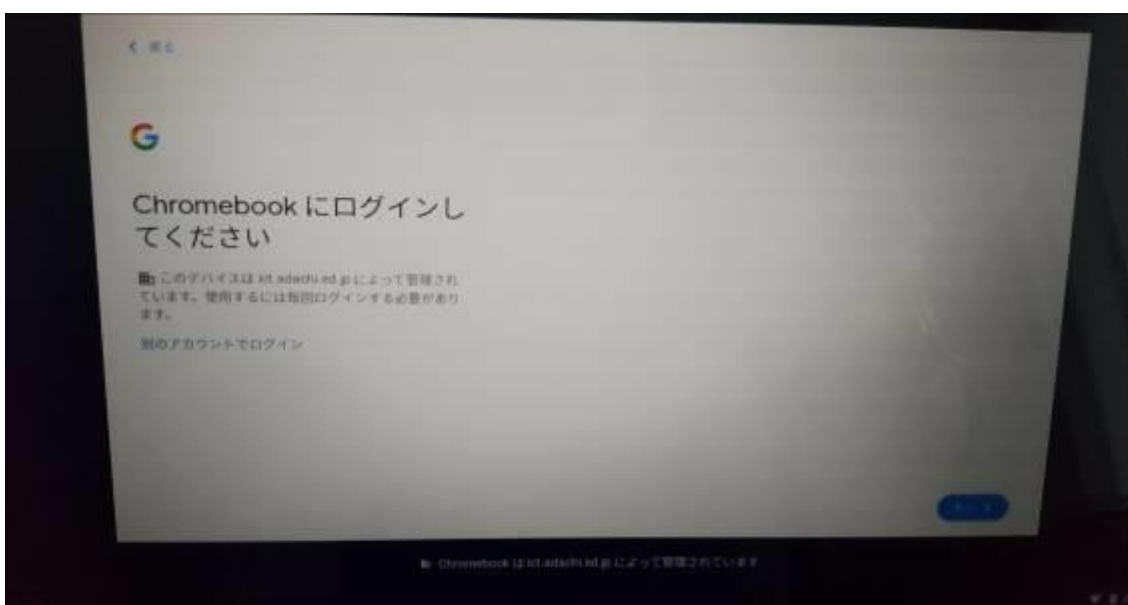 戻る
G
Chromebook にログインし
てください
このデバイスは ict.adachi.ed.jp によって管理され
ています。使用するには毎回ログインする必要があり
ます。
別のアカウントでログイン
Chromebook は ict.adachi.ed.jp によって管理されています